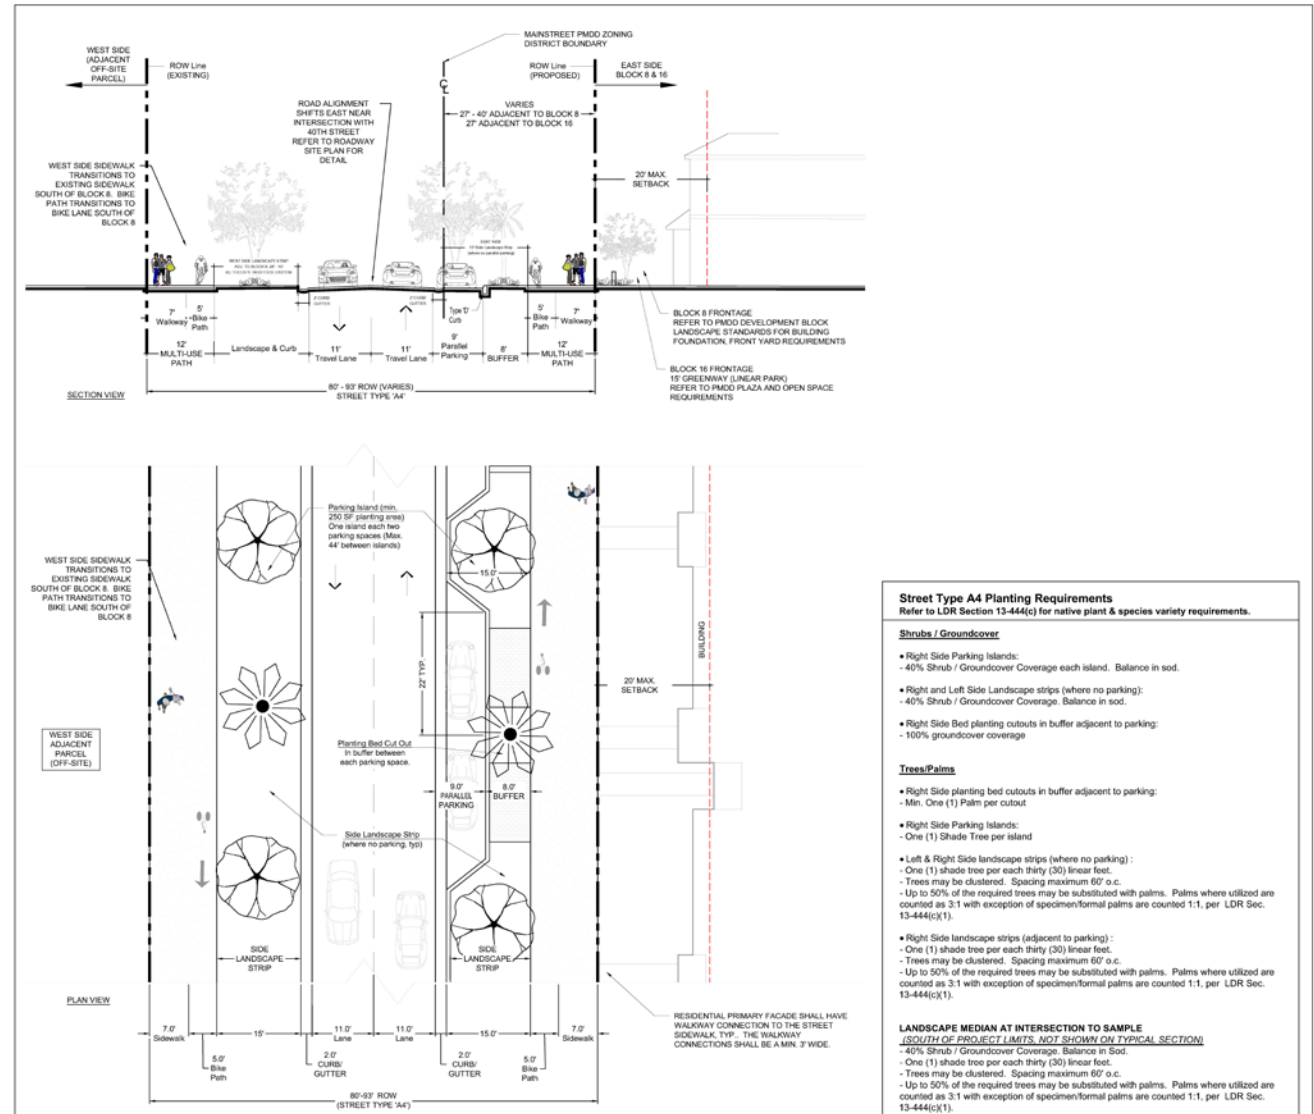 MAINSTREET PMDD ZONING
DISTRICT BOUNDARY
WEST SIDE
(ADJACENT
OFF-SITE
PARCEL)
ROW Line
(EXISTING)
ROW Line
(PROPOSED)
EAST SIDE
BLOCK 8 & 16
ROAD ALIGNMENT
SHIFTS EAST NEAR
INTERSECTION WITH
40TH STREET
REFER TO ROADWAY
SITE PLAN FOR
DETAIL
VARIES
27' - 40' ADJACENT TO BLOCK 8
27' ADJACENT TO BLOCK 16
WEST SIDE SIDEWALK
TRANSITIONS TO
EXISTING SIDEWALK
SOUTH OF BLOCK 8. BIKE
PATH TRANSITIONS TO
BIKE LANE SOUTH OF
BLOCK 8
20' MAX.
SETBACK
EAST SIDE
WEST SIDE LANDSCAPE STRIP
2' CURB/
GUTTER
2' CURB/
GUTTER
Type 'D'
Curb
7'
Walkway
5'
Bike
Path
12'
MULTI-USE
PATH
Landscape & Curb
11'
Travel Lane
11'
Travel Lane
9'
Parallel
Parking
8'
BUFFER
5'
Bike
Path
7'
Walkway
12'
MULTI-USE
PATH
80' - 93' ROW (VARIES)
STREET TYPE 'A4'
SECTION VIEW
BLOCK 8 FRONTAGE
REFER TO PMDD DEVELOPMENT BLOCK
LANDSCAPE STANDARDS FOR BUILDING
FOUNDATION, FRONT YARD REQUIREMENTS
BLOCK 16 FRONTAGE
15' GREENWAY (LINEAR PARK)
REFER TO PMDD PLAZA AND OPEN SPACE
REQUIREMENTS
Parking Island (min.
250 SF planting area)
One island each two
parking spaces (Max.
44' between islands)
WEST SIDE SIDEWALK
TRANSITIONS TO
EXISTING SIDEWALK
SOUTH OF BLOCK 8. BIKE
PATH TRANSITIONS TO
BIKE LANE SOUTH OF
BLOCK 8
15.0'
22' TYP.
BUILDING
20' MAX.
SETBACK
WEST SIDE
ADJACENT
PARCEL
(OFF-SITE)
Planting Bed Cut Out
In buffer between
each parking space.
9.0'
PARALLEL
PARKING
8.0'
BUFFER
Side Landscape Strip
(where no parking, typ)
SIDE
LANDSCAPE
STRIP
SIDE
LANDSCAPE
STRIP
PLAN VIEW
7.0'
Sidewalk
5.0'
Bike
Path
15'
2.0'
CURB/
GUTTER
11.0'
Lane
11.0'
Lane
2.0'
CURB/
GUTTER
15.0'
5.0'
Bike
Path
7.0'
Sidewalk
80'-93' ROW
(STREET TYPE 'A4')
RESIDENTIAL PRIMARY FACADE SHALL HAVE
WALKWAY CONNECTION TO THE STREET
SIDEWALK, TYP.. THE WALKWAY
CONNECTIONS SHALL BE A MIN. 3' WIDE.
Street Type A4 Planting Requirements
Refer to LDR Section 13-444(c) for native plant & species variety requirements.
Shrubs / Groundcover
• Right Side Parking Islands:
- 40% Shrub / Groundcover Coverage each island. Balance in sod.
• Right and Left Side Landscape strips (where no parking):
- 40% Shrub / Groundcover Coverage. Balance in sod.
• Right Side Bed planting cutouts in buffer adjacent to parking:
- 100% groundcover coverage
Trees/Palms
• Right Side planting bed cutouts in buffer adjacent to parking:
- Min. One (1) Palm per cutout
• Right Side Parking Islands:
- One (1) Shade Tree per island
• Left & Right Side landscape strips (where no parking) :
- One (1) shade tree per each thirty (30) linear feet.
- Trees may be clustered. Spacing maximum 60' o.c.
- Up to 50% of the required trees may be substituted with palms. Palms where utilized are
counted as 3:1 with exception of specimen/formal palms are counted 1:1, per LDR Sec.
13-444(c)(1).
• Right Side landscape strips (adjacent to parking) :
- One (1) shade tree per each thirty (30) linear feet.
- Trees may be clustered. Spacing maximum 60' o.c.
- Up to 50% of the required trees may be substituted with palms. Palms where utilized are
counted as 3:1 with exception of specimen/formal palms are counted 1:1, per LDR Sec.
13-444(c)(1).
LANDSCAPE MEDIAN AT INTERSECTION TO SAMPLE
(SOUTH OF PROJECT LIMITS, NOT SHOWN ON TYPICAL SECTION)
- 40% Shrub / Groundcover Coverage. Balance in Sod.
- One (1) shade tree per each thirty (30) linear feet.
- Trees may be clustered. Spacing maximum 60' o.c.
- Up to 50% of the required trees may be substituted with palms. Palms where utilized are
counted as 3:1 with exception of specimen/formal palms are counted 1:1, per LDR Sec.
13-444(c)(1).